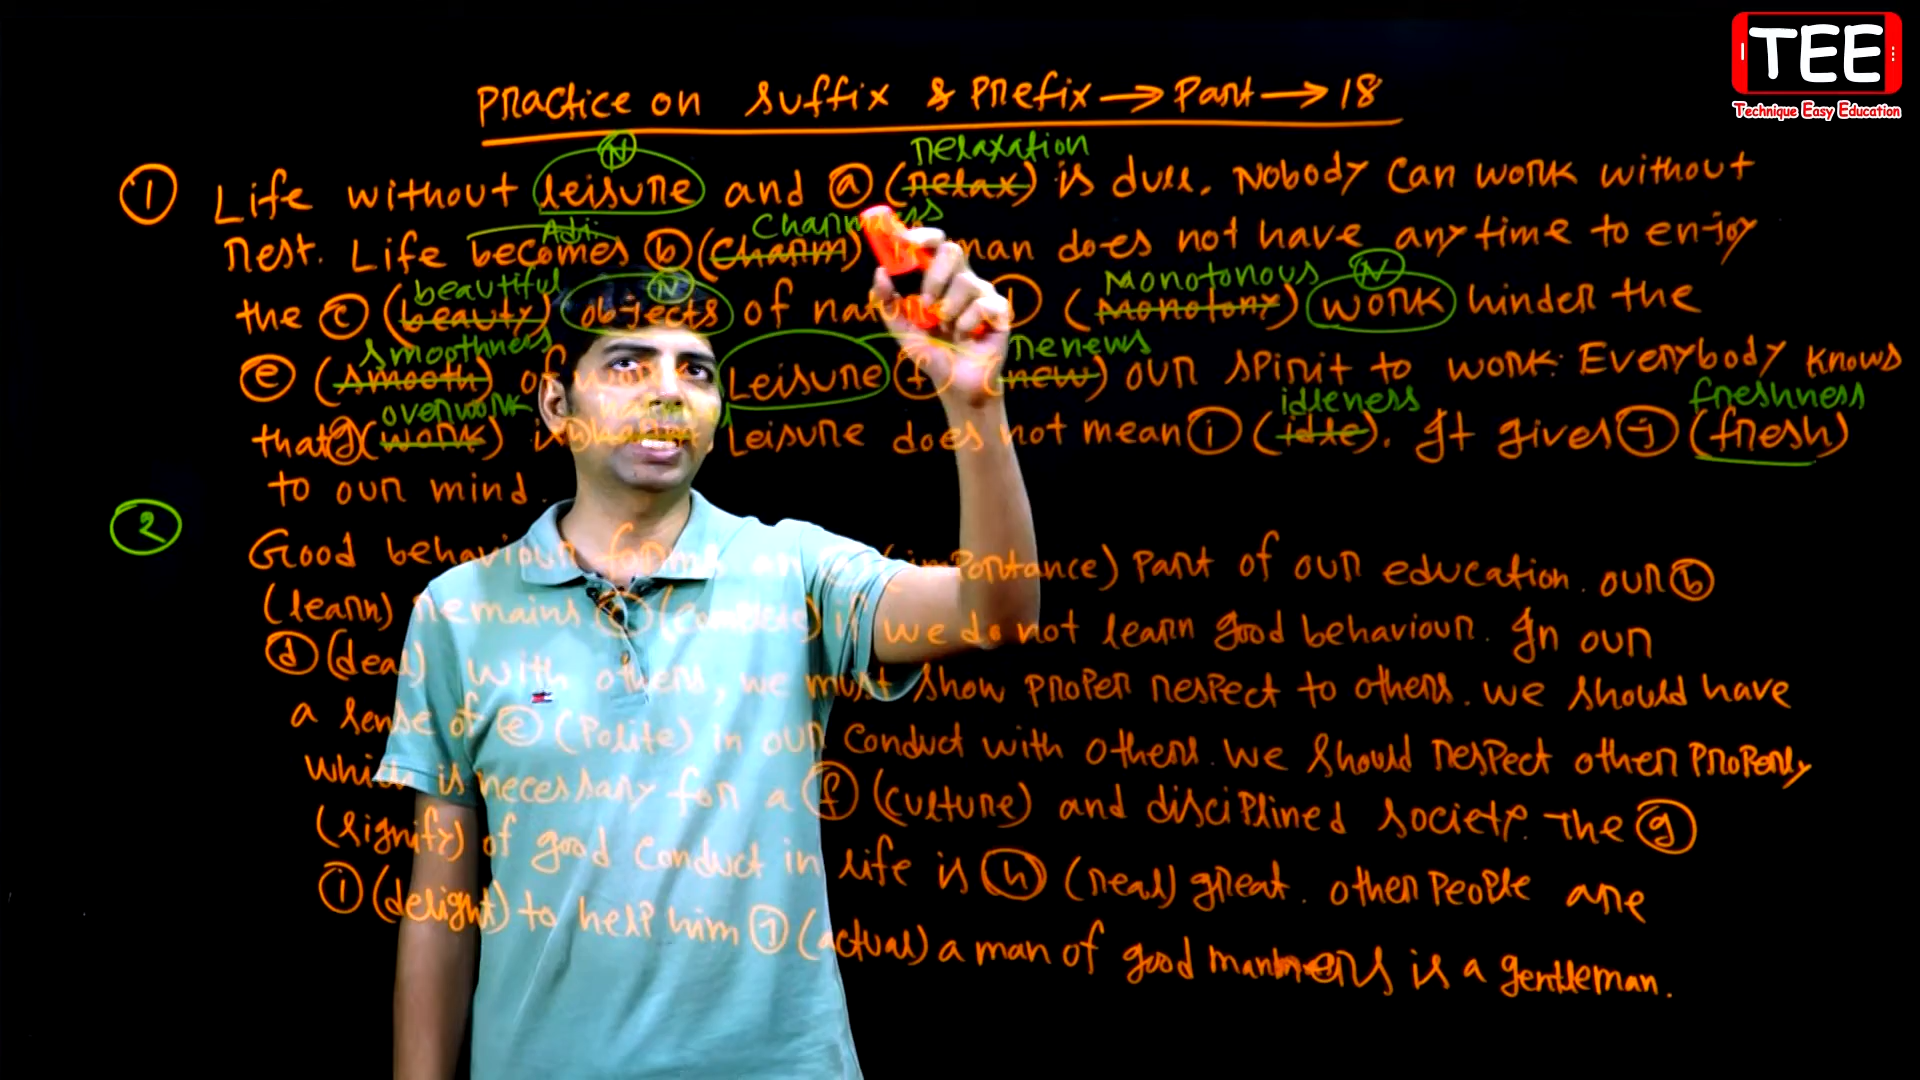 TEE
Technique Easy Education
Practice on suffix & Prefix → Part → 18
N relaxation
① Life without leisure and ⓐ (relax) is dull. Nobody can work without
Adj.
rest. Life becomes ⓑ (charm) man does not have any time to enjoy
beautiful N Monotonous N
the ⓒ (beauty) objects of (Monotony) work hinder the
smoothness renews
ⓔ (smooth) of Leisure ⓕ (new) our spirit to work. Everybody knows
overwork idleness freshness
that ⓖ (work) is Leisure does not mean ⓘ (idle). It gives ⓙ (fresh)
to our mind.
② Good behaviour forms an ⓐ (importance) part of our education. our ⓑ
(learn) remains ⓒ (complete) if we do not learn good behaviour. In our
ⓓ (deal) with others, we must show proper respect to others. we should have
a sense of ⓔ (Polite) in our conduct with others. We should respect other properly
which is necessary for a ⓕ (culture) and disciplined society. The ⓖ
(signify) of good conduct in life is ⓗ (real) great. other people are
ⓘ (delight) to help him ⓙ (actual) a man of good manners is a gentleman.